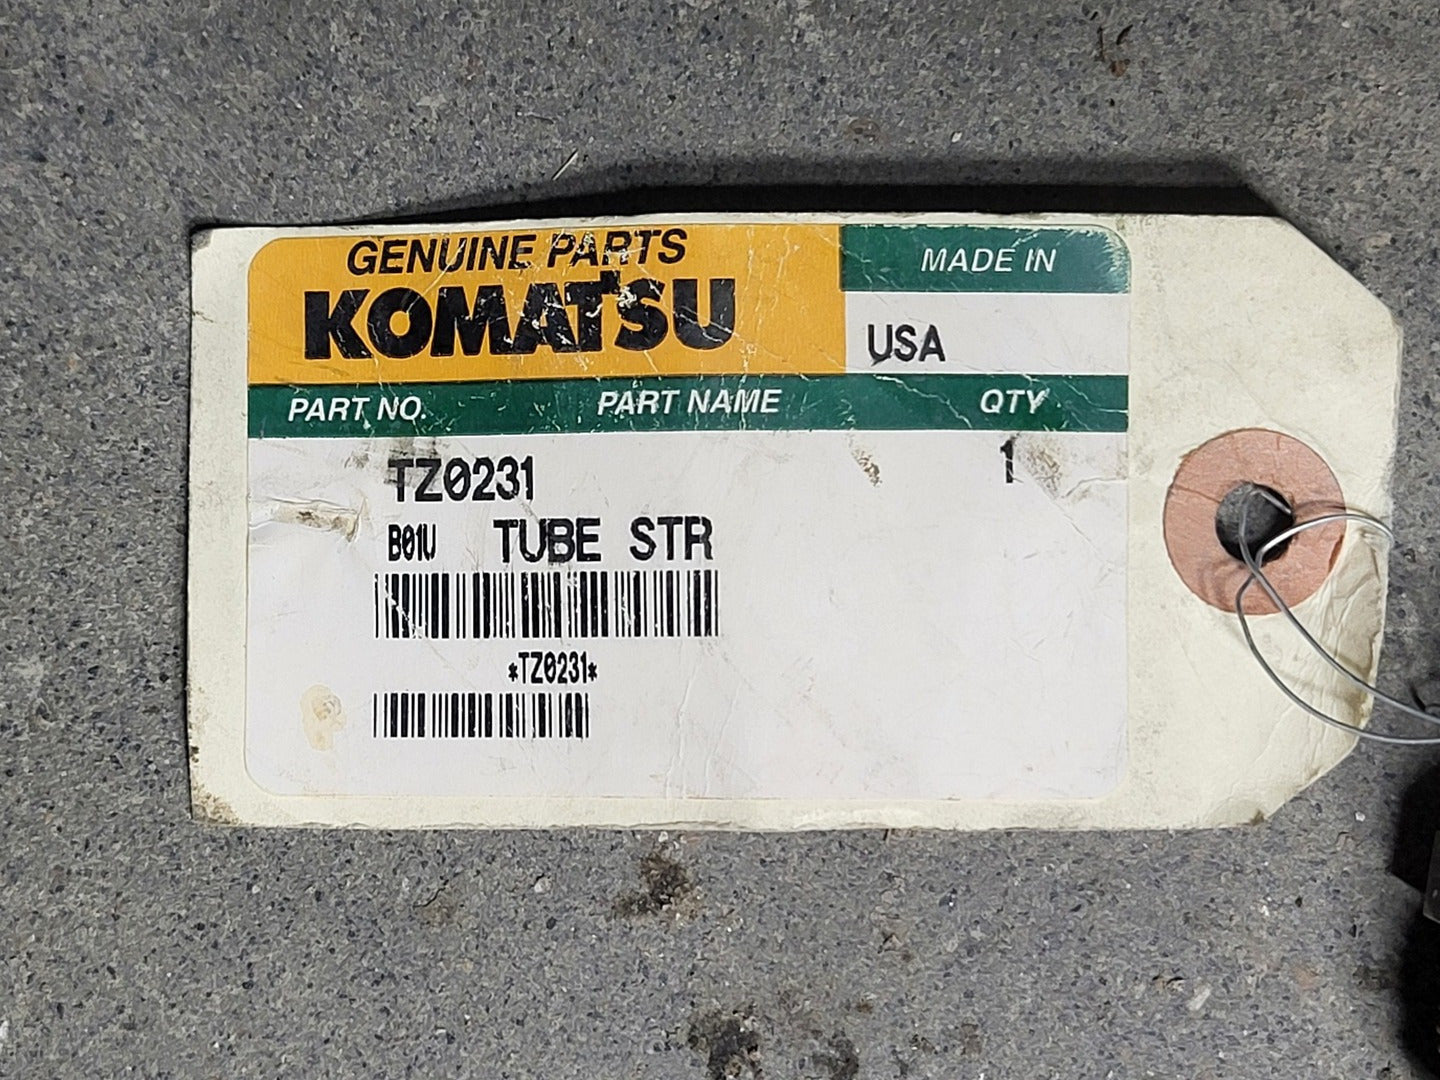 GENUINE PARTS
KOMATSU
MADE IN
USA
PART NO. PART NAME QTY
TZ0231 1
B01U TUBE STR
*TZ0231*